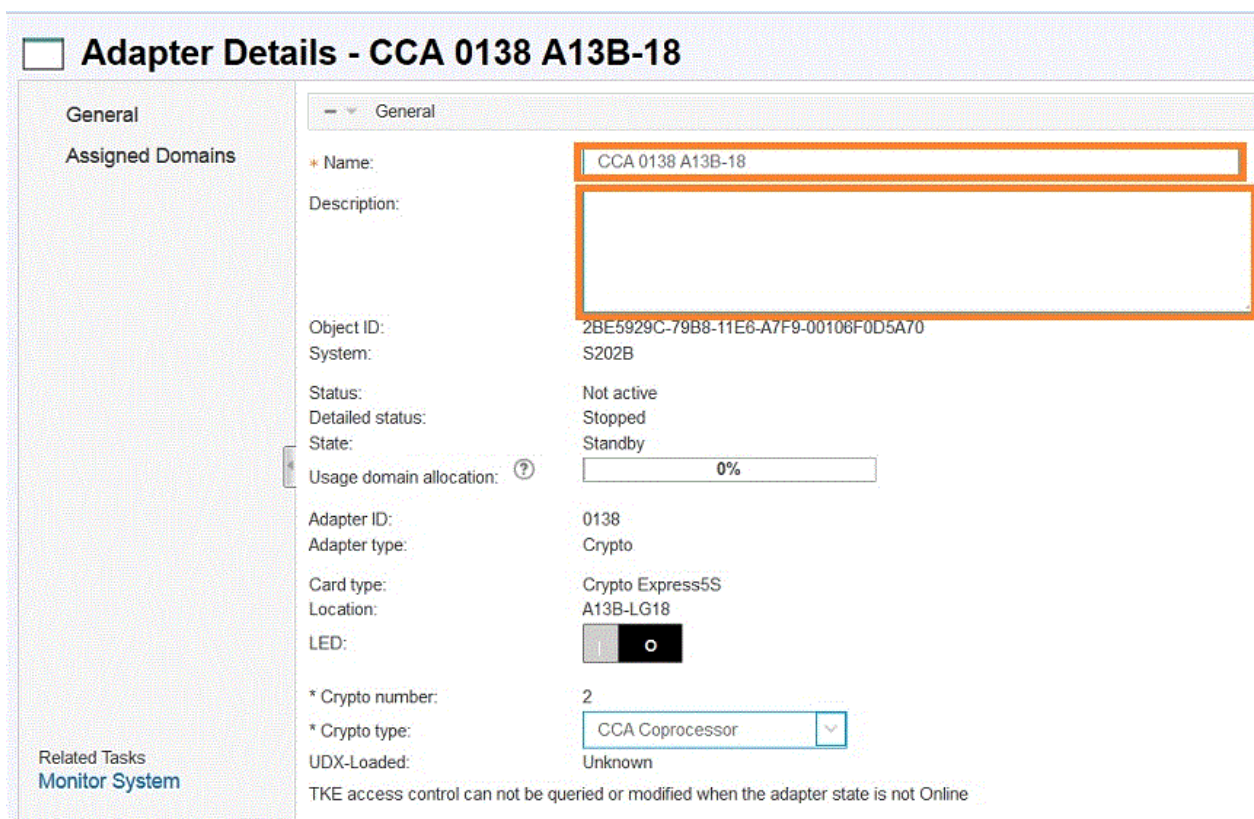 Adapter Details - CCA 0138 A13B-18
General
Assigned Domains
General
* Name: CCA 0138 A13B-18
Description:
Object ID: 2BE5929C-79B8-11E6-A7F9-00106F0D5A70
System: S202B
Status: Not active
Detailed status: Stopped
State: Standby
Usage domain allocation: ? 0%
Adapter ID: 0138
Adapter type: Crypto
Card type: Crypto Express5S
Location: A13B-LG18
LED: | O
* Crypto number: 2
* Crypto type: CCA Coprocessor
UDX-Loaded: Unknown
TKE access control can not be queried or modified when the adapter state is not Online
Related Tasks
Monitor System